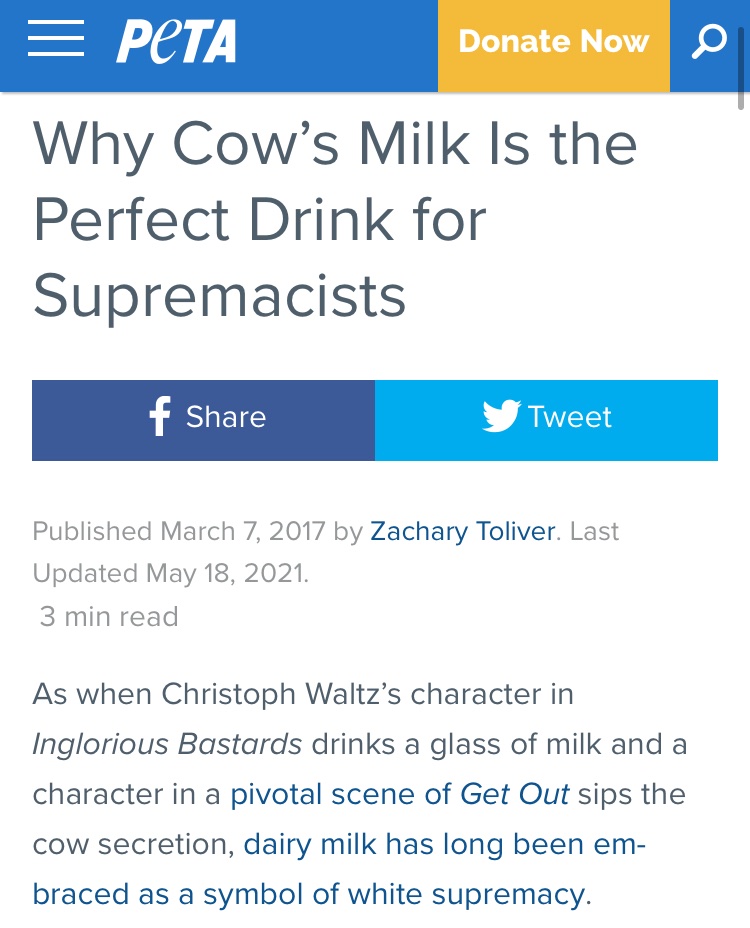 PETA
Donate Now
Why Cow’s Milk Is the
Perfect Drink for
Supremacists
Share
Tweet
Published March 7, 2017 by Zachary Toliver. Last
Updated May 18, 2021.
3 min read
As when Christoph Waltz’s character in
Inglorious Bastards drinks a glass of milk and a
character in a pivotal scene of Get Out sips the
cow secretion, dairy milk has long been em-
braced as a symbol of white supremacy.